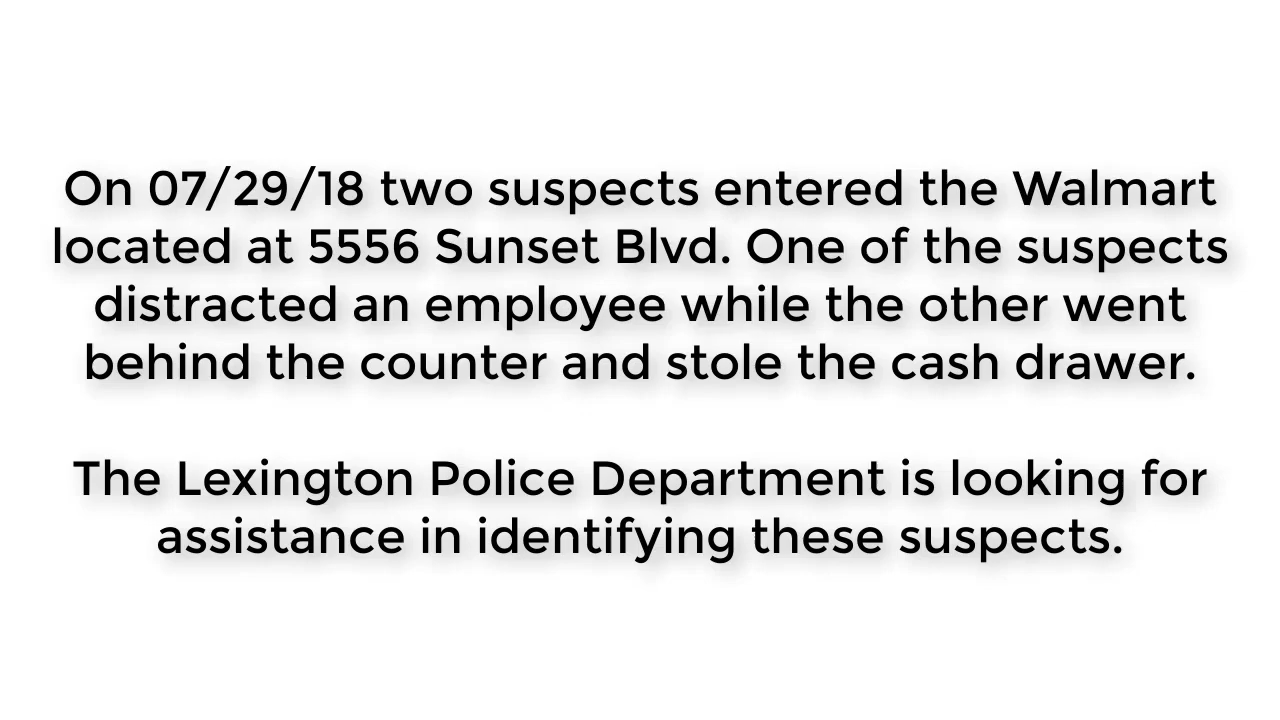 On 07/29/18 two suspects entered the Walmart
located at 5556 Sunset Blvd. One of the suspects
distracted an employee while the other went
behind the counter and stole the cash drawer.
The Lexington Police Department is looking for
assistance in identifying these suspects.